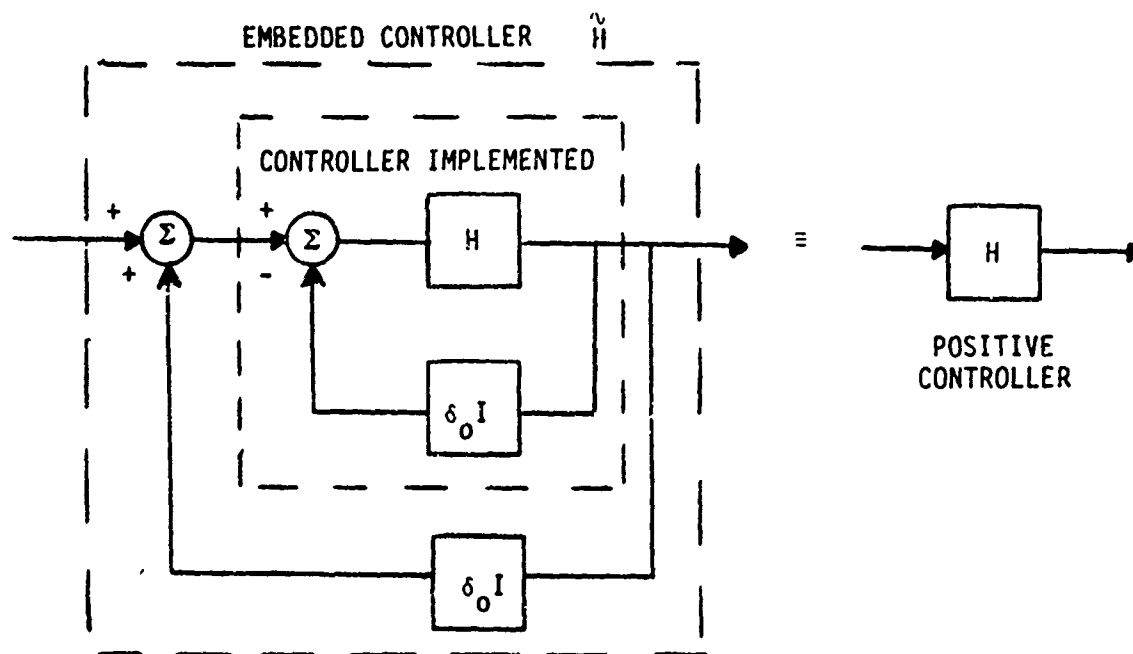 EMBEDDED CONTROLLER H̃
CONTROLLER IMPLEMENTED
+
Σ
+
+
Σ
-
H
≡
H
δ₀I
POSITIVE
CONTROLLER
δ₀I